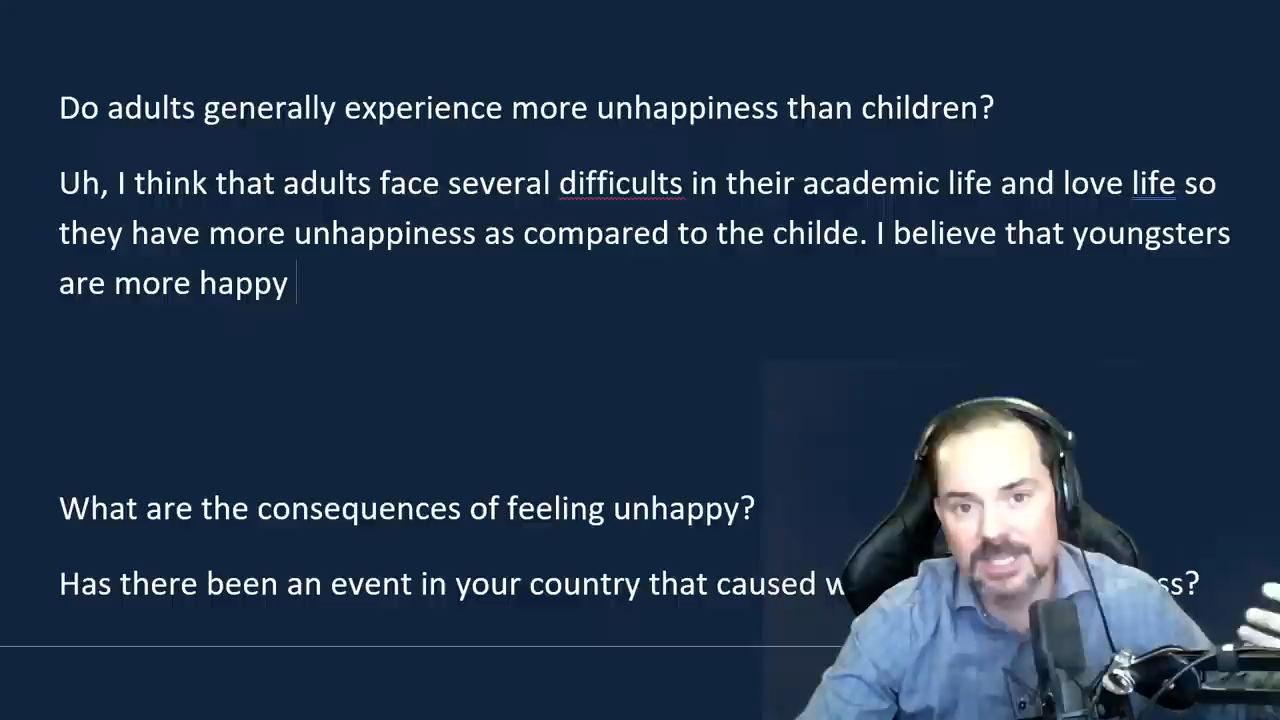 Do adults generally experience more unhappiness than children?
Uh, I think that adults face several difficults in their academic life and love life so
they have more unhappiness as compared to the childe. I believe that youngsters
are more happy
What are the consequences of feeling unhappy?
Has there been an event in your country that caused